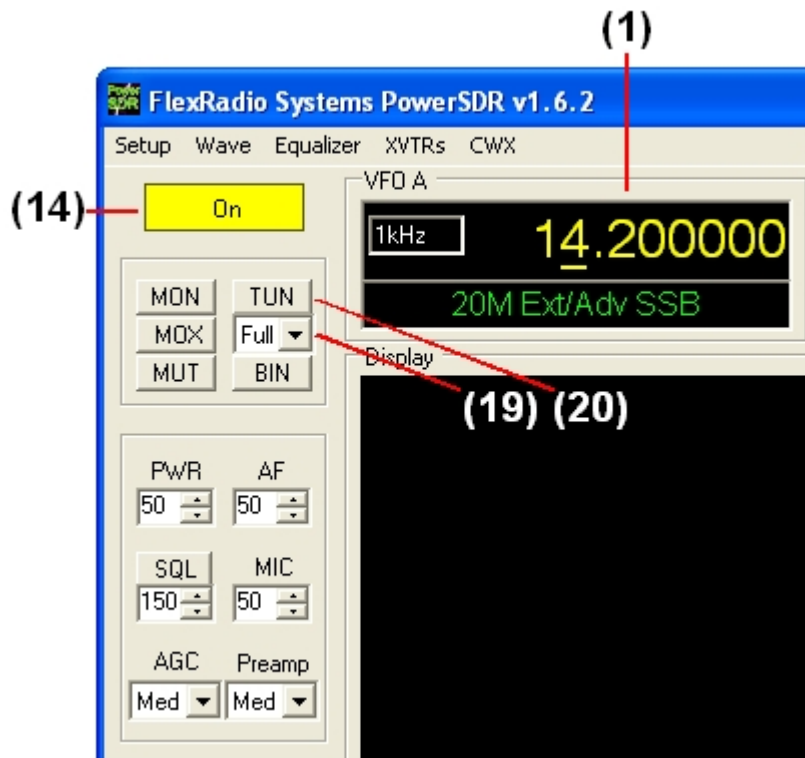 (1)
Power SDR FlexRadio Systems PowerSDR v1.6.2
Setup Wave Equalizer XVTRs CWX
(14)
On
VFO A
1kHz 14.200000
20M Ext/Adv SSB
MON TUN
MOX Full
MUT BIN
Display
(19) (20)
PWR AF
50 50
SQL MIC
150 50
AGC Preamp
Med Med